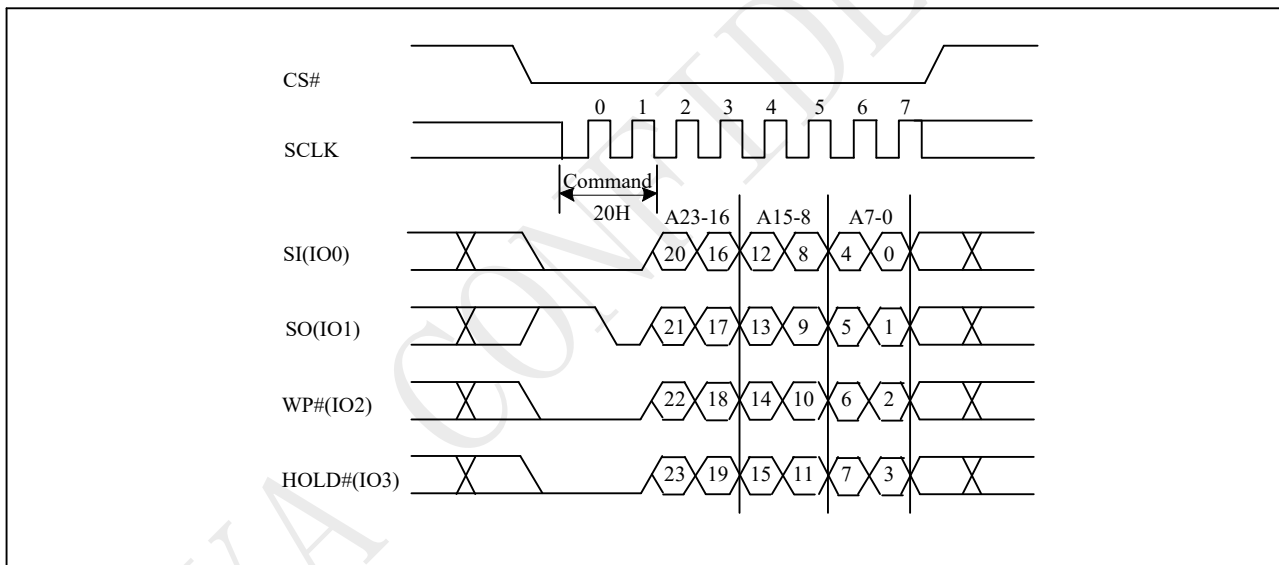 CS#
0 1 2 3 4 5 6 7
SCLK
Command
20H
A23-16 A15-8 A7-0
SI(IO0) 20 16 12 8 4 0
SO(IO1) 21 17 13 9 5 1
WP#(IO2) 22 18 14 10 6 2
HOLD#(IO3) 23 19 15 11 7 3